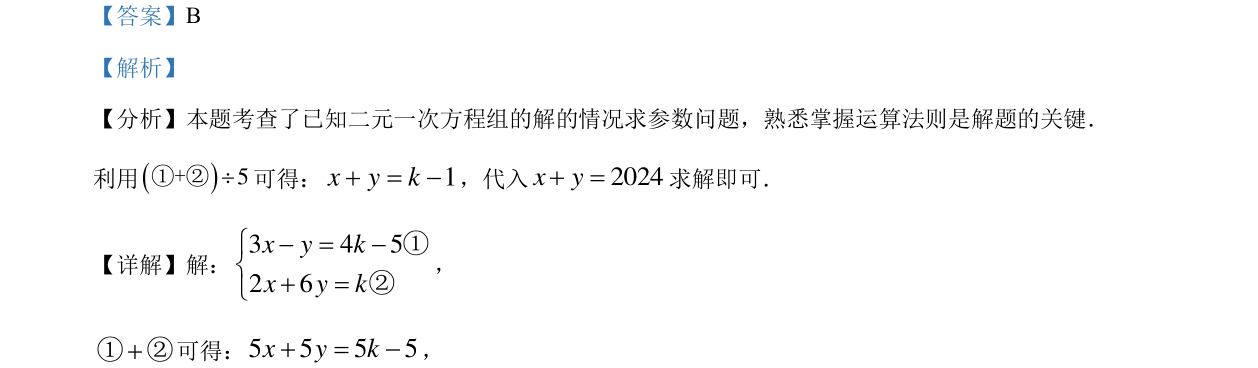 【答案】B
【解析】
【分析】本题考查了已知二元一次方程组的解的情况求参数问题，熟悉掌握运算法则是解题的关键．
利用(①+②)÷5可得：x+y=k−1，代入x+y=2024求解即可．
【详解】解：{3x−y=4k−5①
2x+6y=k②，
①+②可得：5x+5y=5k−5，